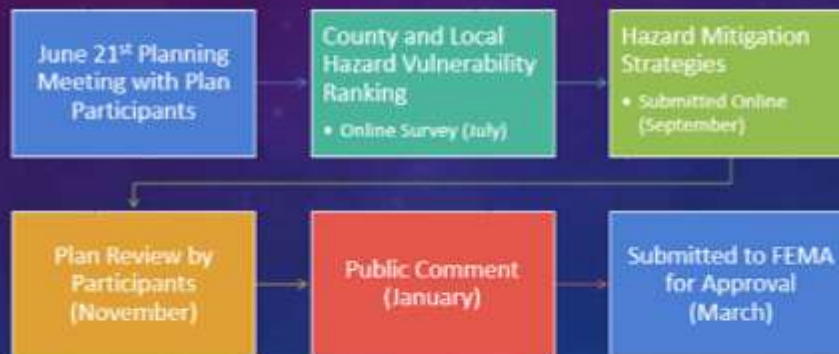 June 21st Planning
Meeting with Plan
Participants
County and Local
Hazard Vulnerability
Ranking
• Online Survey (July)
Hazard Mitigation
Strategies
• Submitted Online
(September)
Plan Review by
Participants
(November)
Public Comment
(January)
Submitted to FEMA
for Approval
(March)